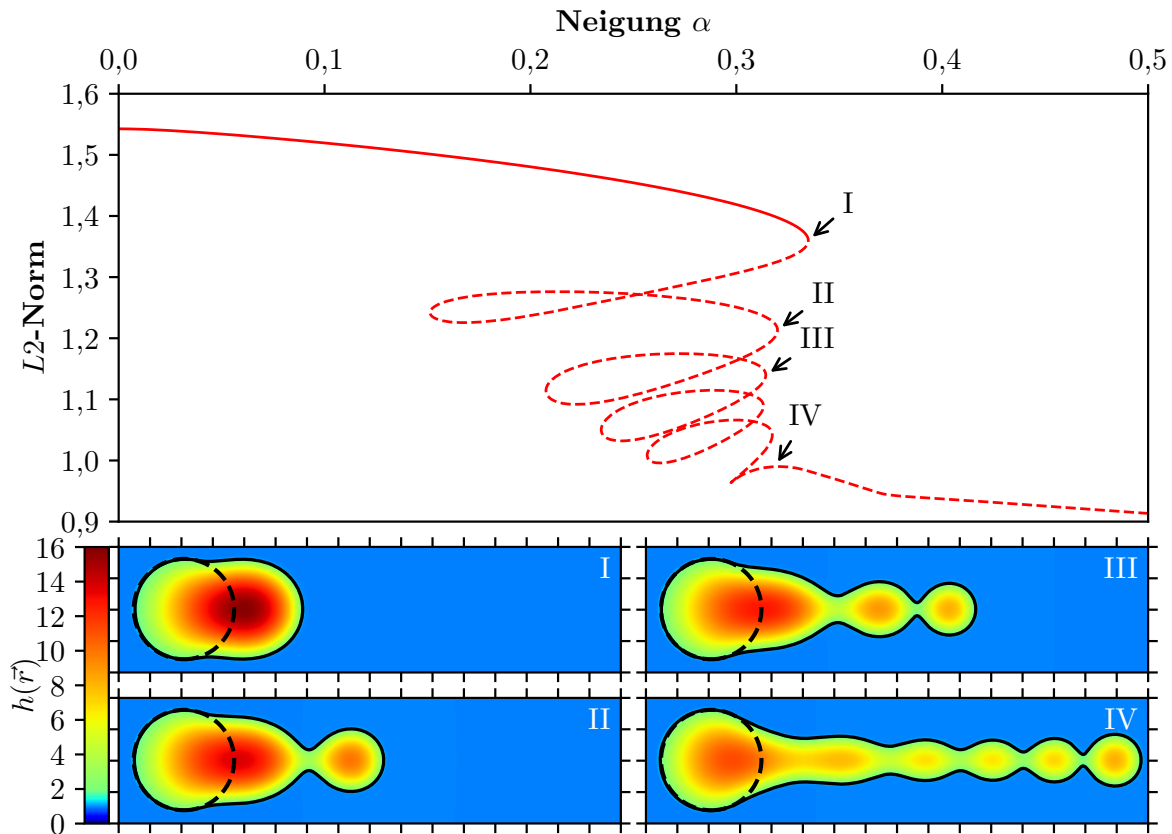 Neigung α
0,0 0,1 0,2 0,3 0,4 0,5
L2-Norm
1,6
1,5
1,4
1,3
1,2
1,1
1,0
0,9
I
II
III
IV
h(r⃗)
16
14
12
10
8
6
4
2
0
I
III
II
IV